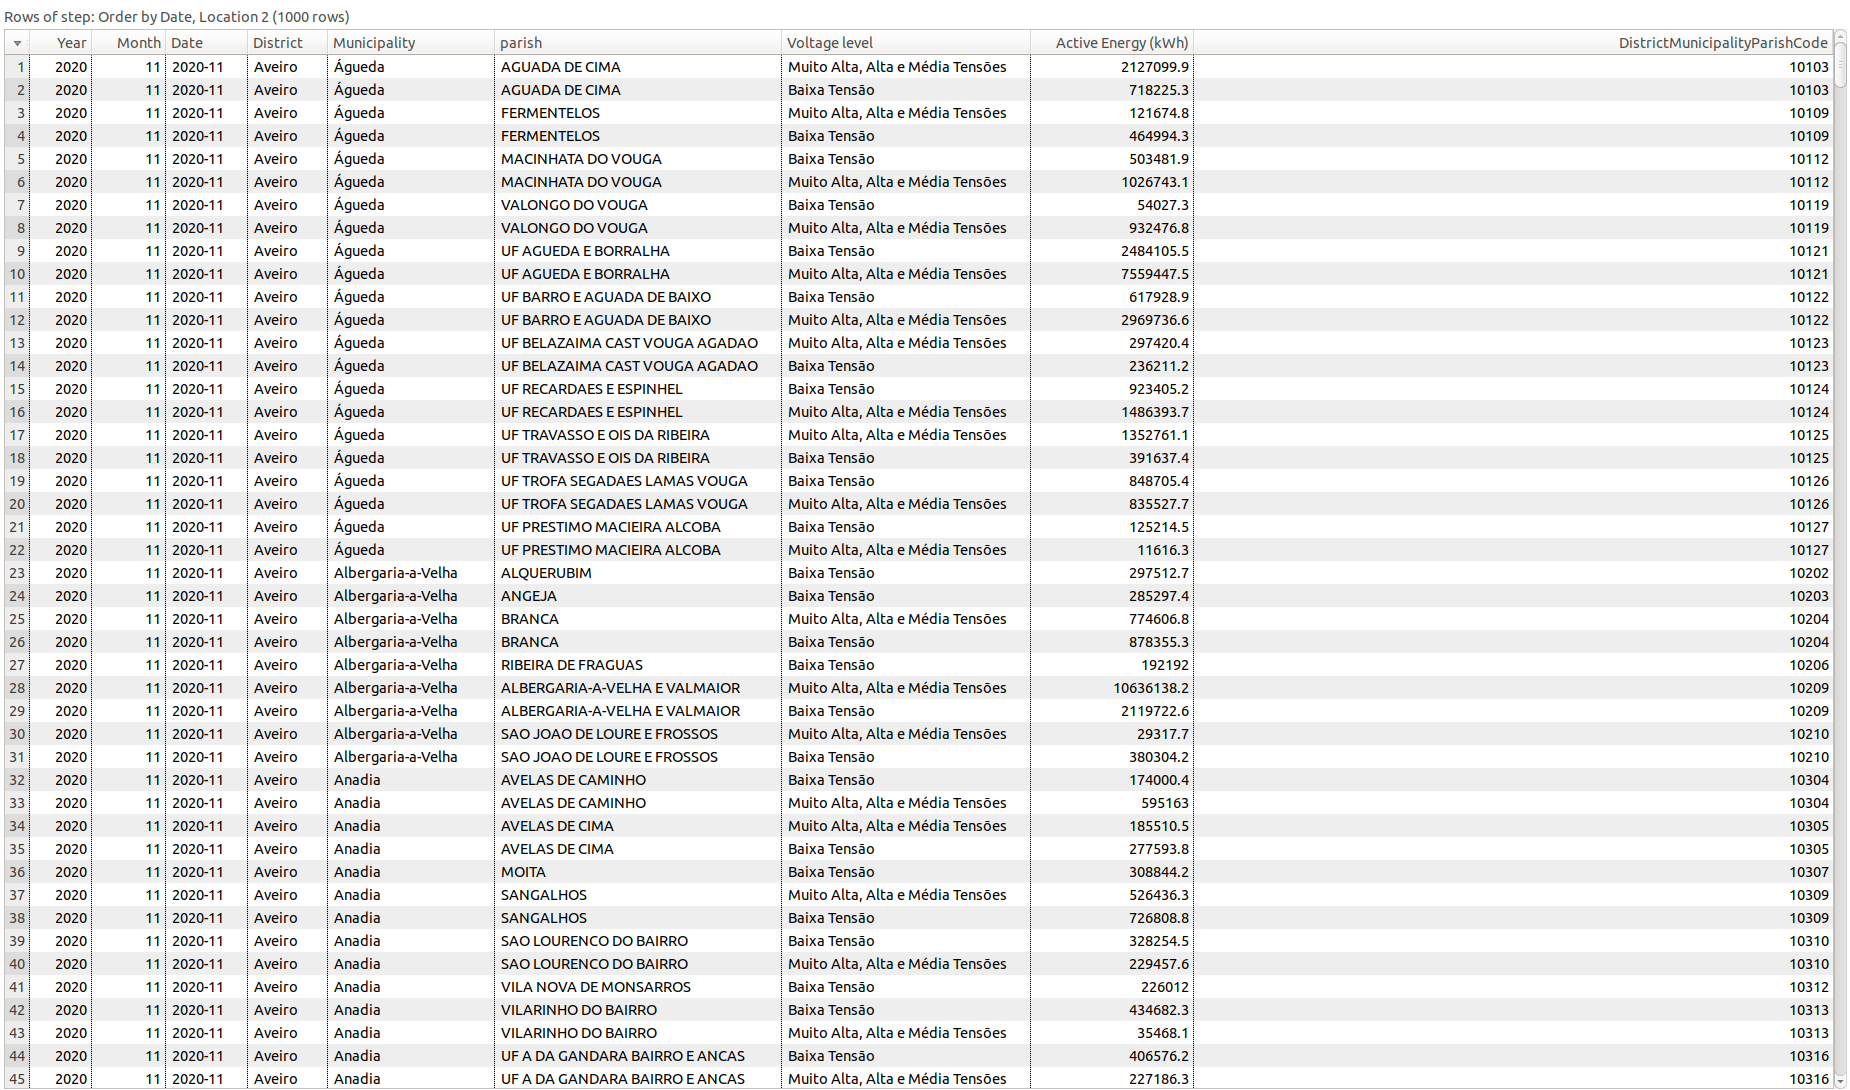 Rows of step: Order by Date, Location 2 (1000 rows)
Year Month Date District Municipality parish Voltage level Active Energy (kWh) DistrictMunicipalityParishCode
1 2020 11 2020-11 Aveiro Águeda AGUADA DE CIMA Muito Alta, Alta e Média Tensões 2127099.9 10103
2 2020 11 2020-11 Aveiro Águeda AGUADA DE CIMA Baixa Tensão 718225.3 10103
3 2020 11 2020-11 Aveiro Águeda FERMENTELOS Muito Alta, Alta e Média Tensões 121674.8 10109
4 2020 11 2020-11 Aveiro Águeda FERMENTELOS Baixa Tensão 464994.3 10109
5 2020 11 2020-11 Aveiro Águeda MACINHATA DO VOUGA Baixa Tensão 503481.9 10112
6 2020 11 2020-11 Aveiro Águeda MACINHATA DO VOUGA Muito Alta, Alta e Média Tensões 1026743.1 10112
7 2020 11 2020-11 Aveiro Águeda VALONGO DO VOUGA Baixa Tensão 54027.3 10119
8 2020 11 2020-11 Aveiro Águeda VALONGO DO VOUGA Muito Alta, Alta e Média Tensões 932476.8 10119
9 2020 11 2020-11 Aveiro Águeda UF AGUEDA E BORRALHA Baixa Tensão 2484105.5 10121
10 2020 11 2020-11 Aveiro Águeda UF AGUEDA E BORRALHA Muito Alta, Alta e Média Tensões 7559447.5 10121
11 2020 11 2020-11 Aveiro Águeda UF BARRO E AGUADA DE BAIXO Baixa Tensão 617928.9 10122
12 2020 11 2020-11 Aveiro Águeda UF BARRO E AGUADA DE BAIXO Muito Alta, Alta e Média Tensões 2969736.6 10122
13 2020 11 2020-11 Aveiro Águeda UF BELAZAIMA CAST VOUGA AGADAO Muito Alta, Alta e Média Tensões 297420.4 10123
14 2020 11 2020-11 Aveiro Águeda UF BELAZAIMA CAST VOUGA AGADAO Baixa Tensão 236211.2 10123
15 2020 11 2020-11 Aveiro Águeda UF RECARDAES E ESPINHEL Baixa Tensão 923405.2 10124
16 2020 11 2020-11 Aveiro Águeda UF RECARDAES E ESPINHEL Muito Alta, Alta e Média Tensões 1486393.7 10124
17 2020 11 2020-11 Aveiro Águeda UF TRAVASSO E OIS DA RIBEIRA Muito Alta, Alta e Média Tensões 1352761.1 10125
18 2020 11 2020-11 Aveiro Águeda UF TRAVASSO E OIS DA RIBEIRA Baixa Tensão 391637.4 10125
19 2020 11 2020-11 Aveiro Águeda UF TROFA SEGADAES LAMAS VOUGA Baixa Tensão 848705.4 10126
20 2020 11 2020-11 Aveiro Águeda UF TROFA SEGADAES LAMAS VOUGA Muito Alta, Alta e Média Tensões 835527.7 10126
21 2020 11 2020-11 Aveiro Águeda UF PRESTIMO MACIEIRA ALCOBA Baixa Tensão 125214.5 10127
22 2020 11 2020-11 Aveiro Águeda UF PRESTIMO MACIEIRA ALCOBA Muito Alta, Alta e Média Tensões 11616.3 10127
23 2020 11 2020-11 Aveiro Albergaria-a-Velha ALQUERUBIM Baixa Tensão 297512.7 10202
24 2020 11 2020-11 Aveiro Albergaria-a-Velha ANGEJA Baixa Tensão 285297.4 10203
25 2020 11 2020-11 Aveiro Albergaria-a-Velha BRANCA Muito Alta, Alta e Média Tensões 774606.8 10204
26 2020 11 2020-11 Aveiro Albergaria-a-Velha BRANCA Baixa Tensão 878355.3 10204
27 2020 11 2020-11 Aveiro Albergaria-a-Velha RIBEIRA DE FRAGUAS Baixa Tensão 192192 10206
28 2020 11 2020-11 Aveiro Albergaria-a-Velha ALBERGARIA-A-VELHA E VALMAIOR Muito Alta, Alta e Média Tensões 10636138.2 10209
29 2020 11 2020-11 Aveiro Albergaria-a-Velha ALBERGARIA-A-VELHA E VALMAIOR Baixa Tensão 2119722.6 10209
30 2020 11 2020-11 Aveiro Albergaria-a-Velha SAO JOAO DE LOURE E FROSSOS Muito Alta, Alta e Média Tensões 29317.7 10210
31 2020 11 2020-11 Aveiro Albergaria-a-Velha SAO JOAO DE LOURE E FROSSOS Baixa Tensão 380304.2 10210
32 2020 11 2020-11 Aveiro Anadia AVELAS DE CAMINHO Baixa Tensão 174000.4 10304
33 2020 11 2020-11 Aveiro Anadia AVELAS DE CAMINHO Muito Alta, Alta e Média Tensões 595163 10304
34 2020 11 2020-11 Aveiro Anadia AVELAS DE CIMA Muito Alta, Alta e Média Tensões 185510.5 10305
35 2020 11 2020-11 Aveiro Anadia AVELAS DE CIMA Baixa Tensão 277593.8 10305
36 2020 11 2020-11 Aveiro Anadia MOITA Baixa Tensão 308844.2 10307
37 2020 11 2020-11 Aveiro Anadia SANGALHOS Muito Alta, Alta e Média Tensões 526436.3 10309
38 2020 11 2020-11 Aveiro Anadia SANGALHOS Baixa Tensão 726808.8 10309
39 2020 11 2020-11 Aveiro Anadia SAO LOURENCO DO BAIRRO Baixa Tensão 328254.5 10310
40 2020 11 2020-11 Aveiro Anadia SAO LOURENCO DO BAIRRO Muito Alta, Alta e Média Tensões 229457.6 10310
41 2020 11 2020-11 Aveiro Anadia VILA NOVA DE MONSARROS Baixa Tensão 226012 10312
42 2020 11 2020-11 Aveiro Anadia VILARINHO DO BAIRRO Baixa Tensão 434682.3 10313
43 2020 11 2020-11 Aveiro Anadia VILARINHO DO BAIRRO Muito Alta, Alta e Média Tensões 35468.1 10313
44 2020 11 2020-11 Aveiro Anadia UF A DA GANDARA BAIRRO E ANCAS Baixa Tensão 406576.2 10316
45 2020 11 2020-11 Aveiro Anadia UF A DA GANDARA BAIRRO E ANCAS Muito Alta, Alta e Média Tensões 227186.3 10316